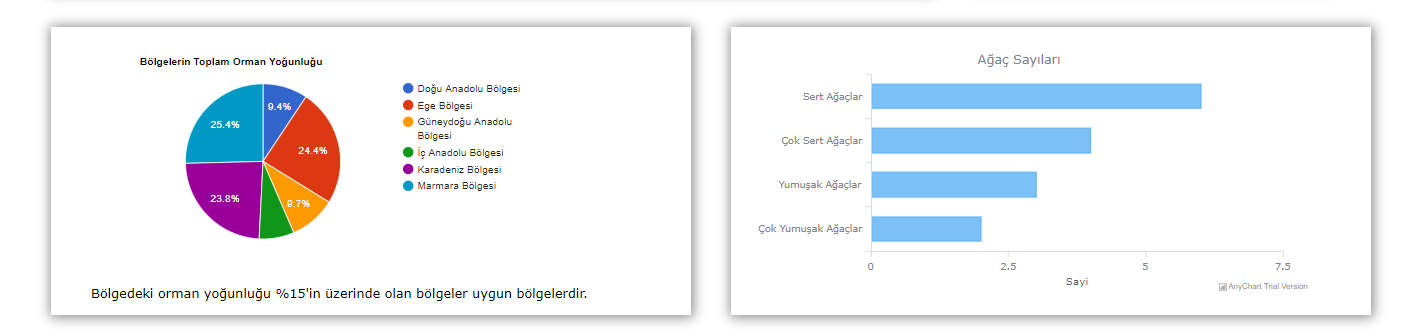 Bölgelerin Toplam Orman Yoğunluğu
9.4%
24.4%
9.7%
23.8%
25.4%
Doğu Anadolu Bölgesi
Ege Bölgesi
Güneydoğu Anadolu
Bölgesi
İç Anadolu Bölgesi
Karadeniz Bölgesi
Marmara Bölgesi
Bölgedeki orman yoğunluğu %15'in üzerinde olan bölgeler uygun bölgelerdir.
Ağaç Sayıları
Sert Ağaçlar
Çok Sert Ağaçlar
Yumuşak Ağaçlar
Çok Yumuşak Ağaçlar
0 2.5 5 7.5
Sayi
AnyChart Trial Version